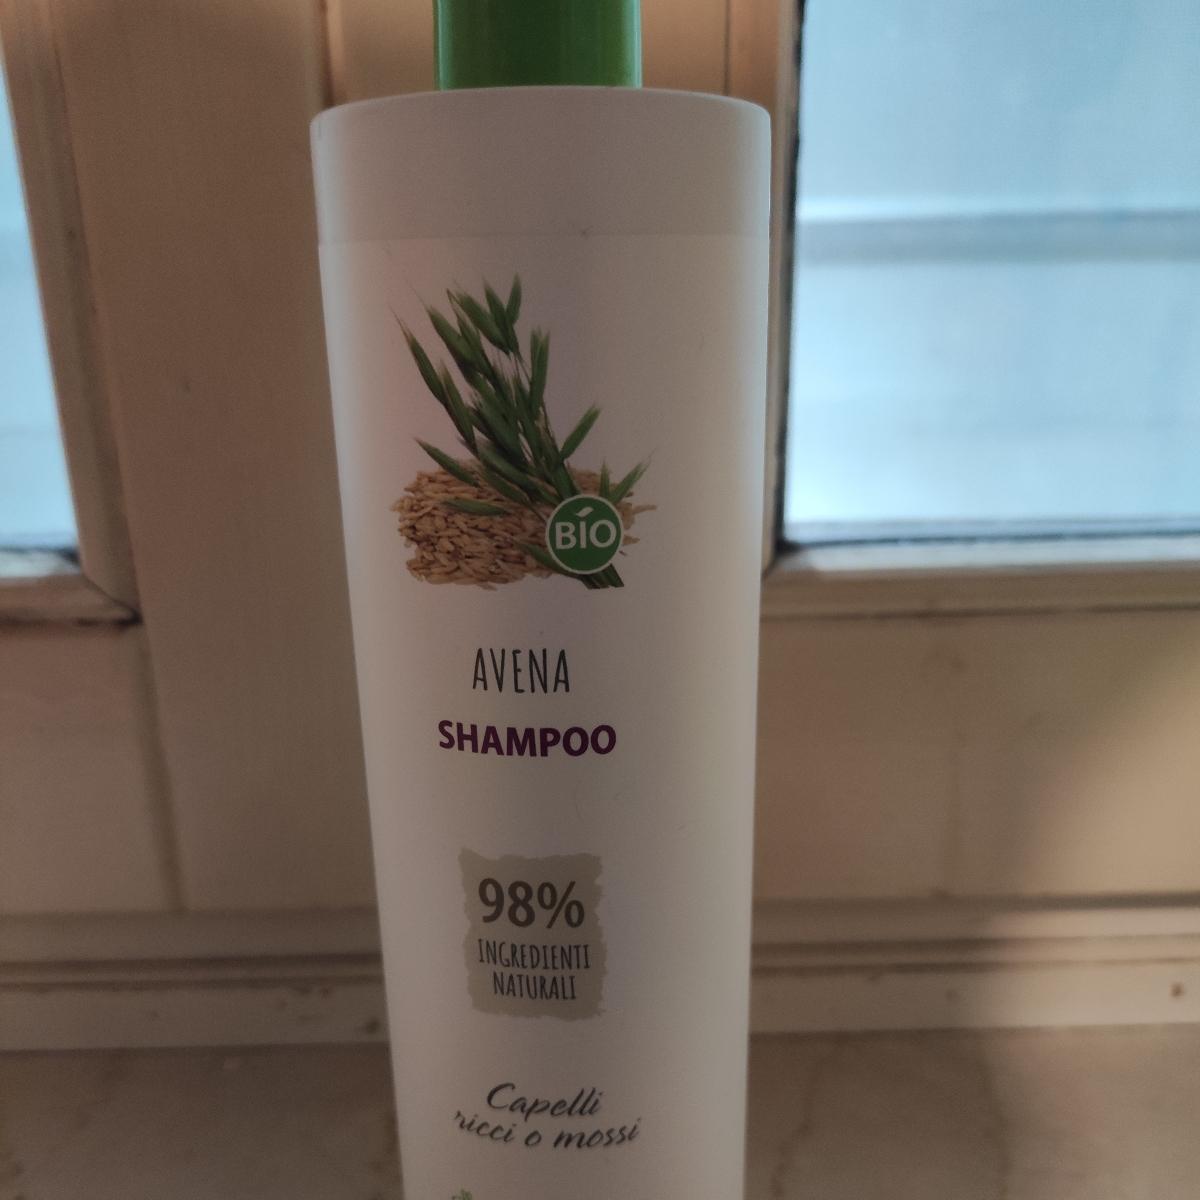 BIO
AVENA
SHAMPOO
98%
INGREDIENTI
NATURALI
Capelli
ricci o mossi